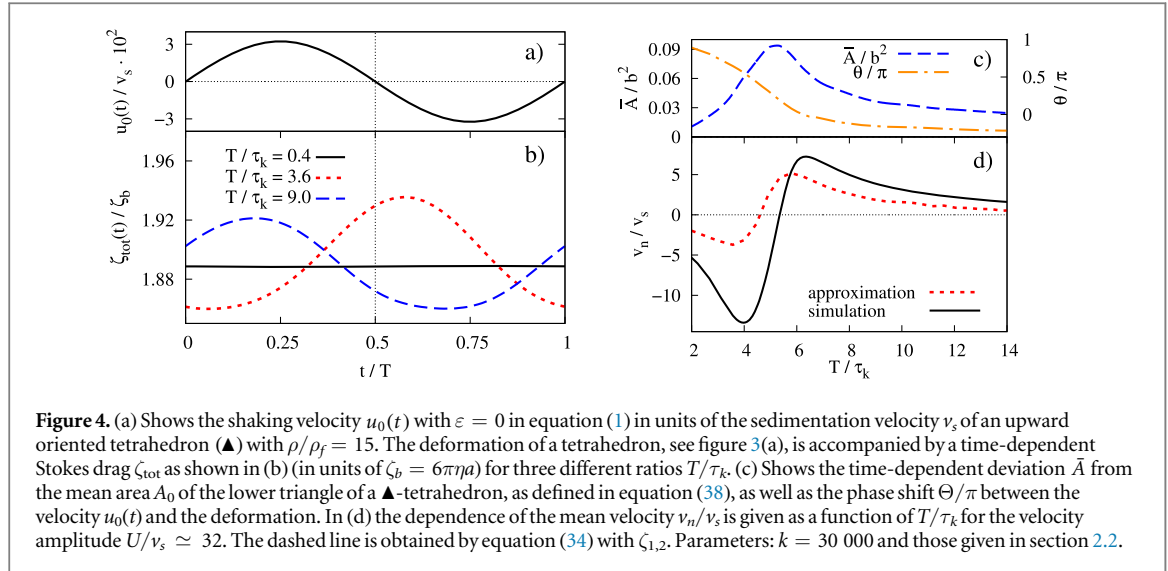 a)
u₀(t) / vₛ · 10²
3
0
−3
b)
T / τₖ = 0.4
T / τₖ = 3.6
T / τₖ = 9.0
ζₜₒₜ(t) / ζ_b
1.96
1.92
1.88
0 0.25 0.5 0.75 1
t / T
c)
A̅ / b²
θ / π
A̅ / b²
0.09
0.06
0.03
0
1
0.5
0
θ / π
d)
vₙ / vₛ
5
0
−5
−10
approximation
simulation
2 4 6 8 10 12 14
T / τₖ
Figure 4. (a) Shows the shaking velocity u₀(t) with ε = 0 in equation (1) in units of the sedimentation velocity vₛ of an upward
oriented tetrahedron (▲) with ρ/ρ_f = 15. The deformation of a tetrahedron, see figure 3(a), is accompanied by a time-dependent
Stokes drag ζₜₒₜ as shown in (b) (in units of ζ_b = 6πηa) for three different ratios T/τₖ. (c) Shows the time-dependent deviation A̅ from
the mean area A₀ of the lower triangle of a ▲-tetrahedron, as defined in equation (38), as well as the phase shift Θ/π between the
velocity u₀(t) and the deformation. In (d) the dependence of the mean velocity vₙ/vₛ is given as a function of T/τₖ for the velocity
amplitude U/vₛ ≃ 32. The dashed line is obtained by equation (34) with ζ₁,₂. Parameters: k = 30 000 and those given in section 2.2.